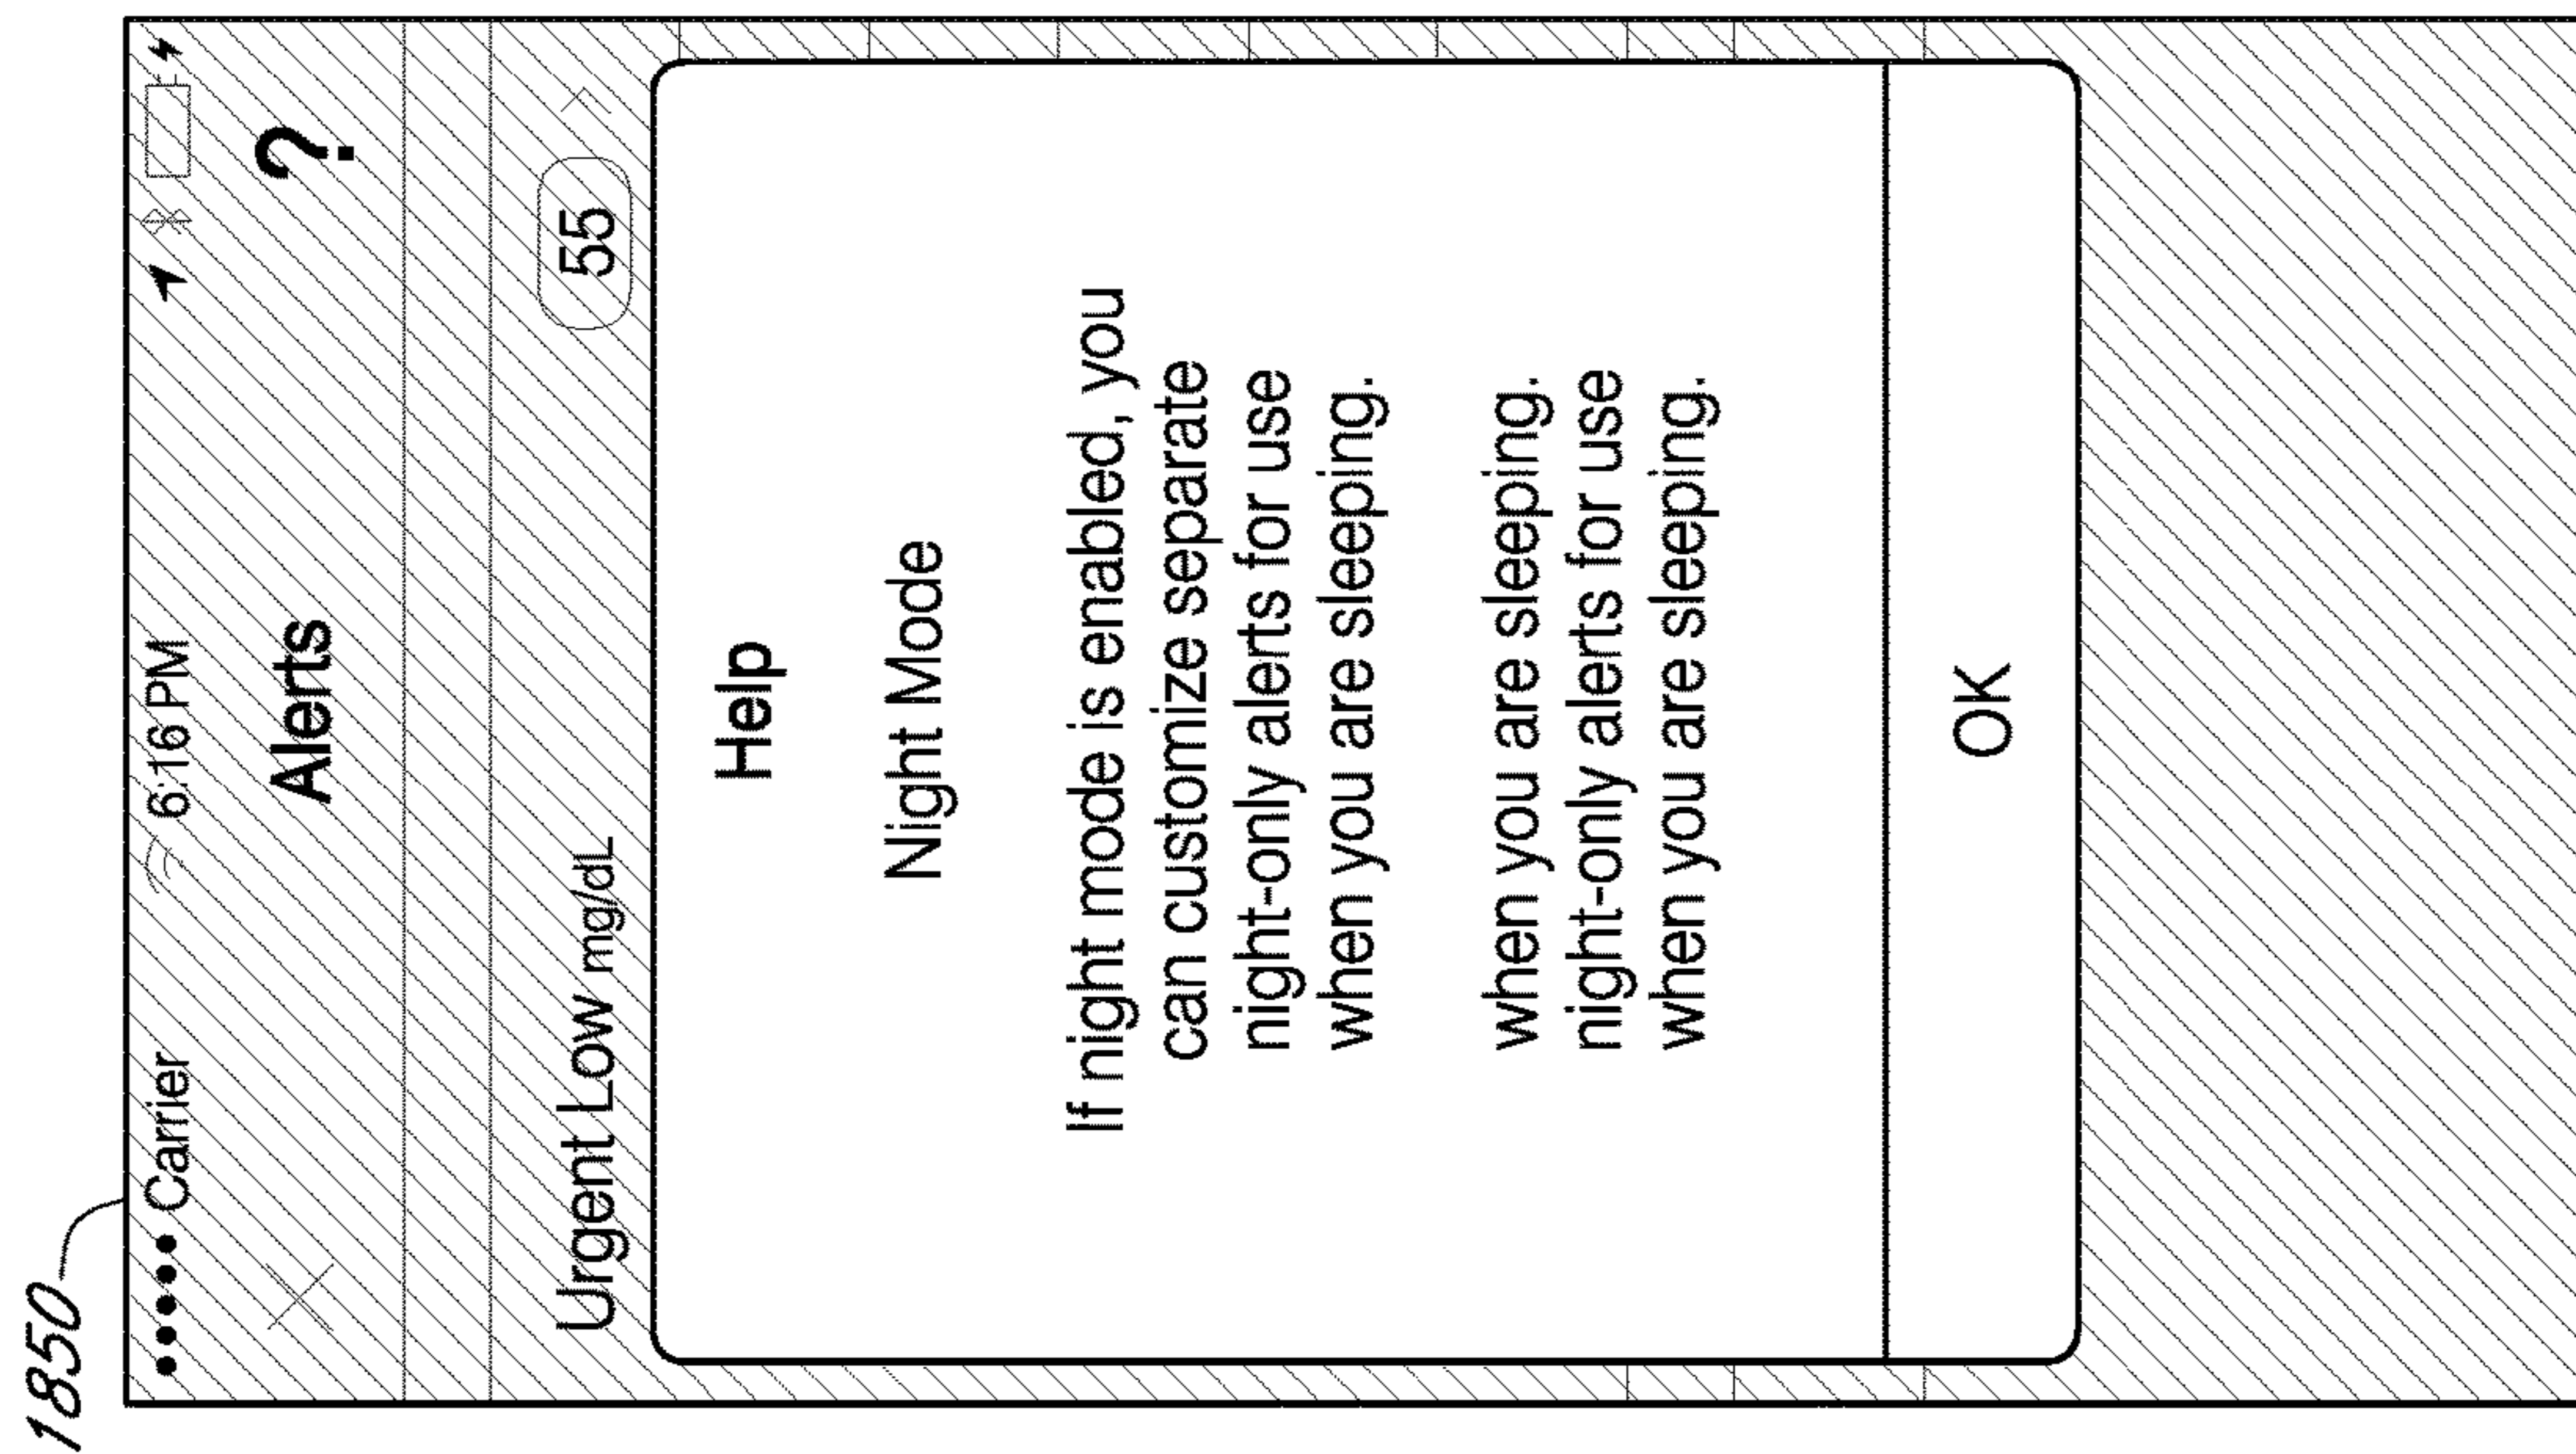 1850
Carrier 6:16 PM
Alerts ?
Urgent Low mg/dL 55
Help
Night Mode
If night mode is enabled, you
can customize separate
night-only alerts for use
when you are sleeping.
when you are sleeping.
night-only alerts for use
when you are sleeping.
OK